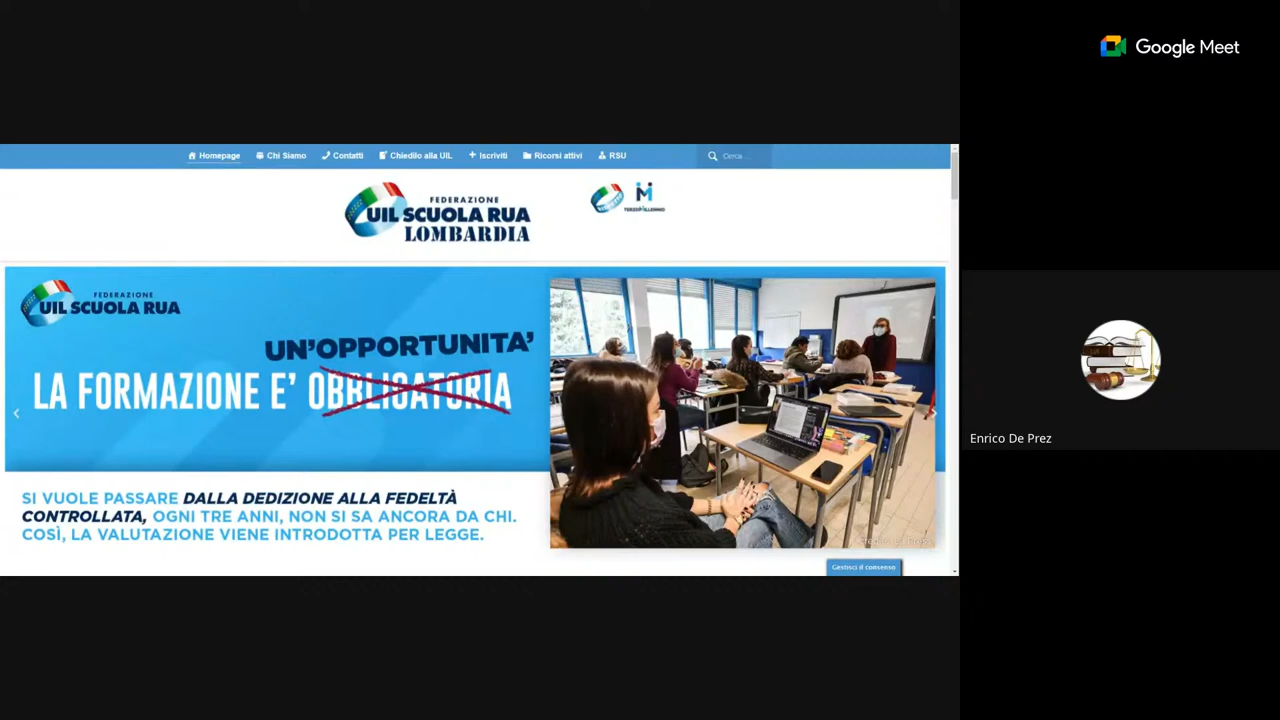 Google Meet
Homepage Chi Siamo Contatti Chiedilo alla UIL Iscriviti Ricorsi attivi RSU Cerca...
FEDERAZIONE
UIL SCUOLA RUA
LOMBARDIA
TERZO MILLENNIO
FEDERAZIONE
UIL SCUOLA RUA
UN'OPPORTUNITA'
LA FORMAZIONE E' OBBLIGATORIA
SI VUOLE PASSARE DALLA DEDIZIONE ALLA FEDELTÀ
CONTROLLATA, OGNI TRE ANNI, NON SI SA ANCORA DA CHI.
COSÌ, LA VALUTAZIONE VIENE INTRODOTTA PER LEGGE.
Gestisci il consenso
Enrico De Prez